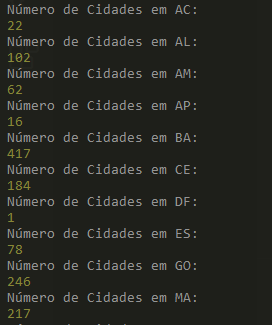 Número de Cidades em AC:
22
Número de Cidades em AL:
102
Número de Cidades em AM:
62
Número de Cidades em AP:
16
Número de Cidades em BA:
417
Número de Cidades em CE:
184
Número de Cidades em DF:
1
Número de Cidades em ES:
78
Número de Cidades em GO:
246
Número de Cidades em MA:
217